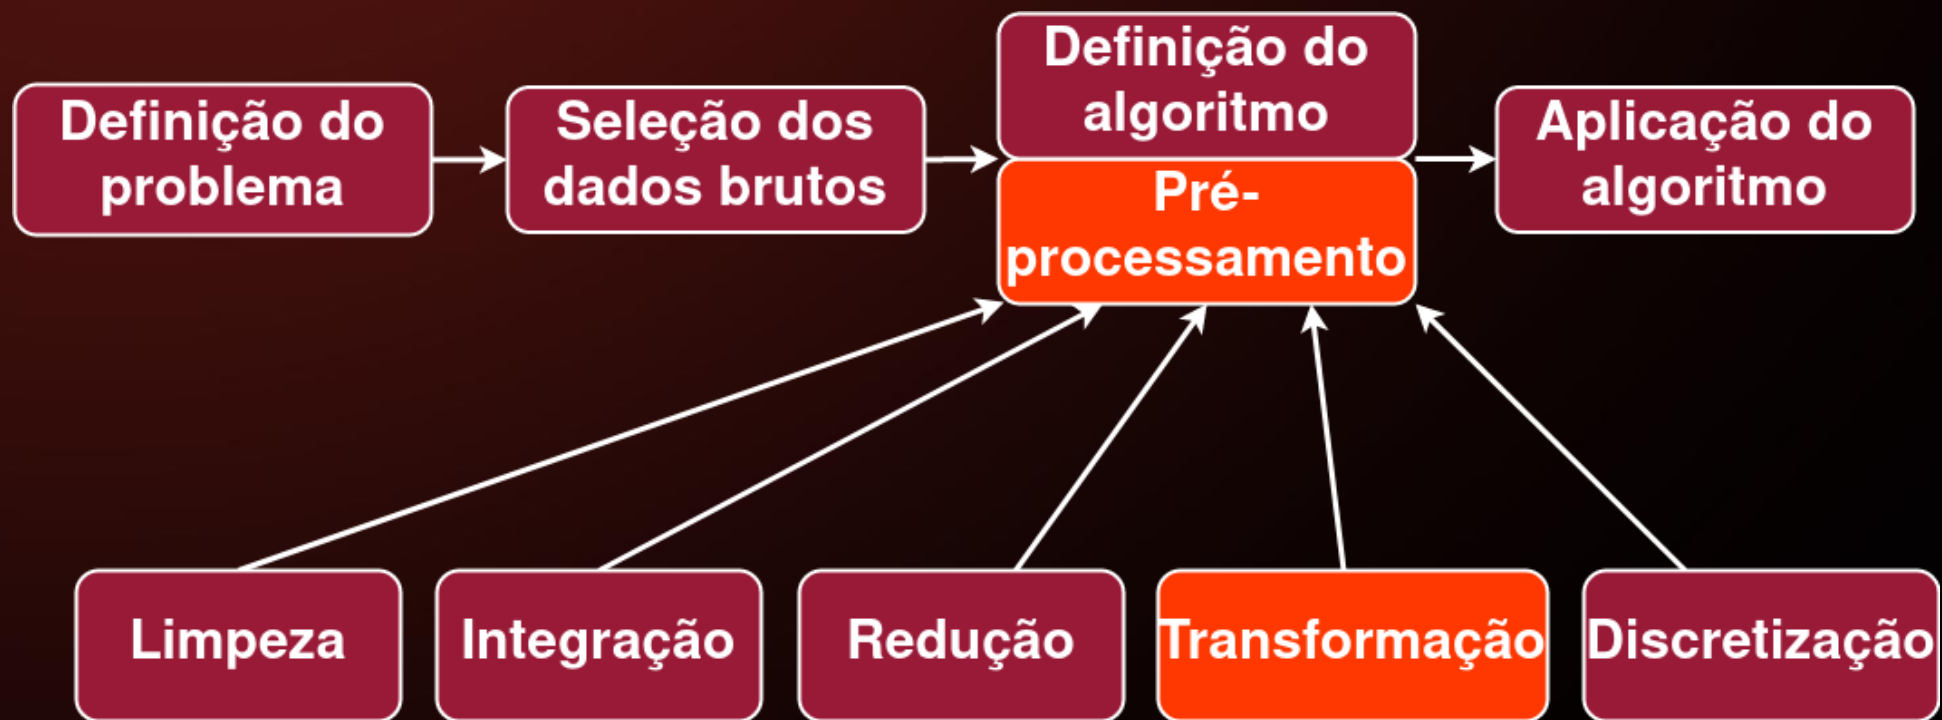 Definição do
problema
Seleção dos
dados brutos
Definição do
algoritmo
Pré-
processamento
Aplicação do
algoritmo
Limpeza
Integração
Redução
Transformação
Discretização